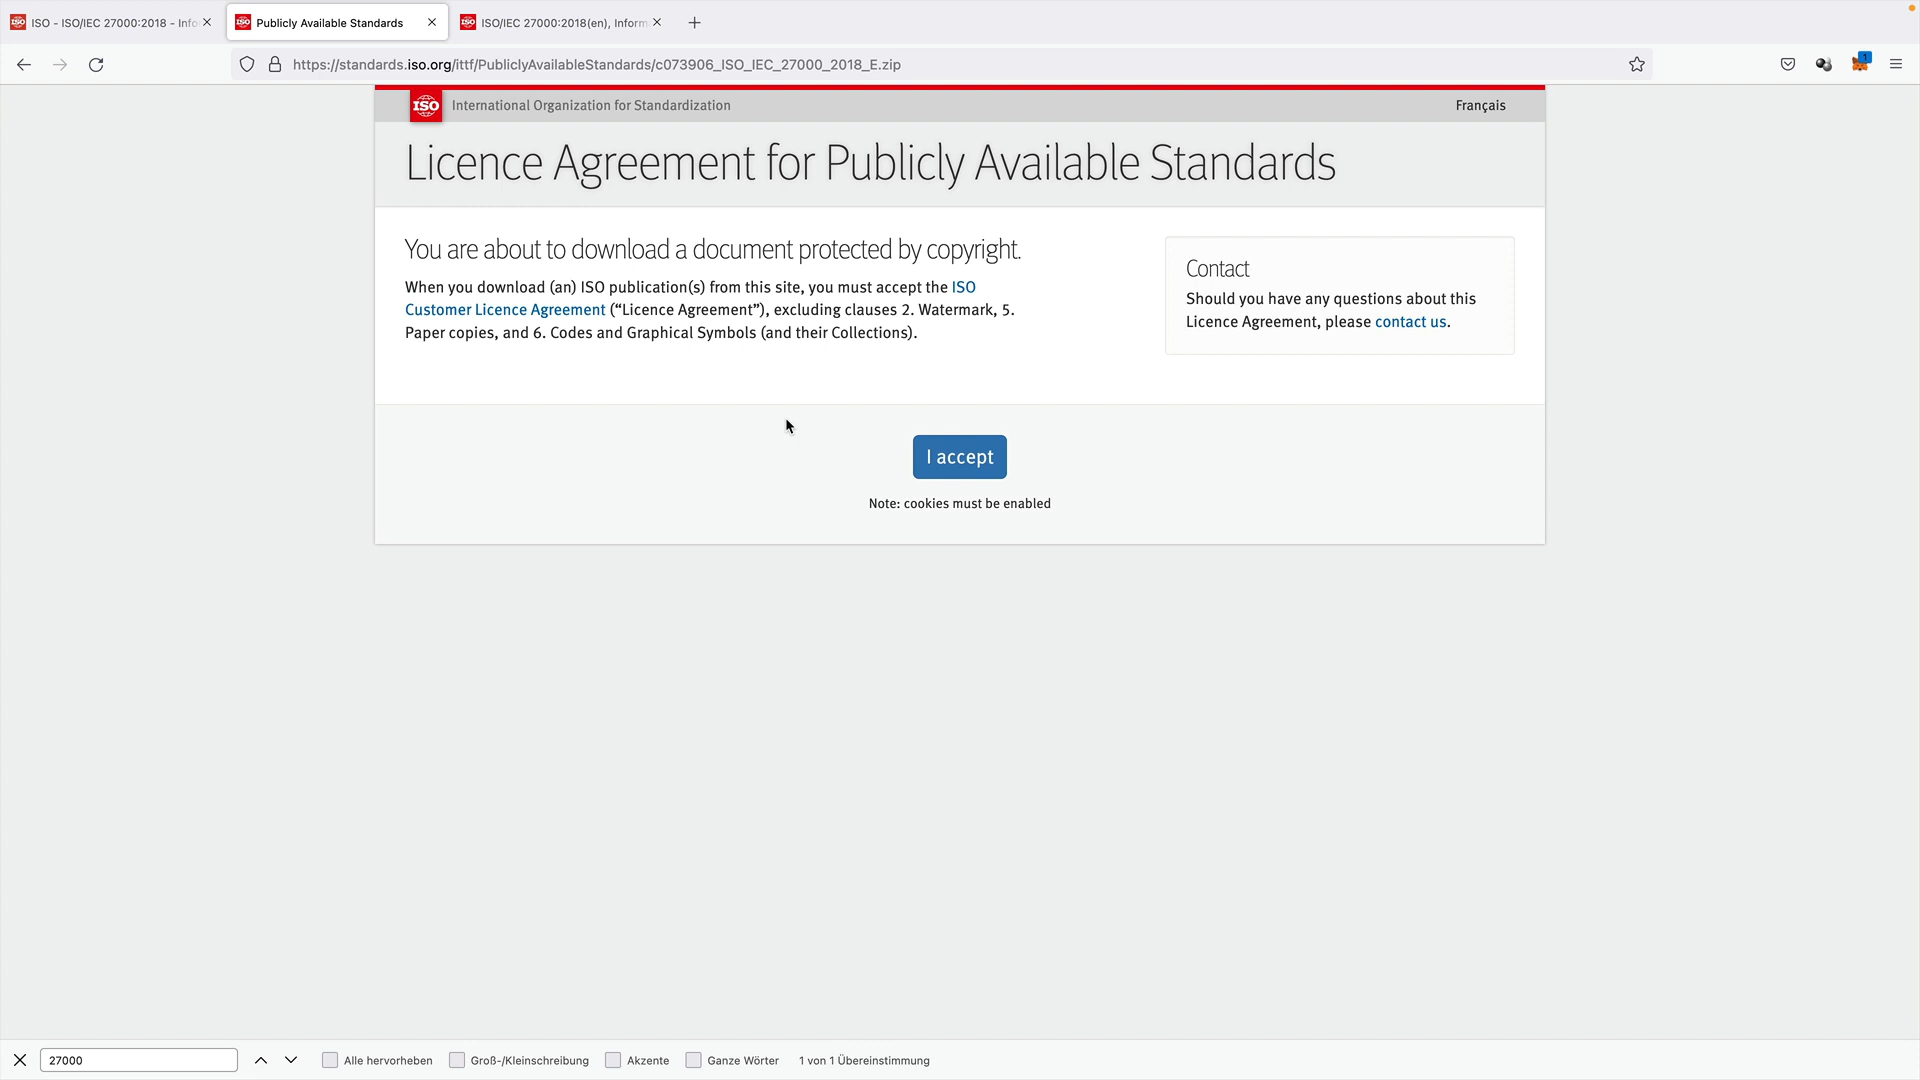 ISO - ISO/IEC 27000:2018 - Info
Publicly Available Standards
ISO/IEC 27000:2018(en), Inform
https://standards.iso.org/ittf/PubliclyAvailableStandards/c073906_ISO_IEC_27000_2018_E.zip
1
ISO International Organization for Standardization Français
Licence Agreement for Publicly Available Standards
You are about to download a document protected by copyright.
When you download (an) ISO publication(s) from this site, you must accept the ISO
Customer Licence Agreement (“Licence Agreement”), excluding clauses 2. Watermark, 5.
Paper copies, and 6. Codes and Graphical Symbols (and their Collections).
Contact
Should you have any questions about this
Licence Agreement, please contact us.
I accept
Note: cookies must be enabled
27000 Alle hervorheben Groß-/Kleinschreibung Akzente Ganze Wörter 1 von 1 Übereinstimmung